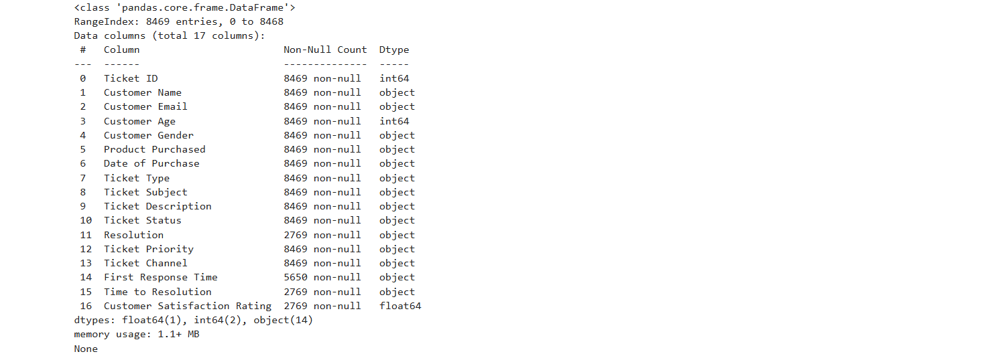 <class 'pandas.core.frame.DataFrame'>
RangeIndex: 8469 entries, 0 to 8468
Data columns (total 17 columns):
 #   Column                        Non-Null Count  Dtype
---  ------                        --------------  -----
 0   Ticket ID                     8469 non-null   int64
 1   Customer Name                 8469 non-null   object
 2   Customer Email                8469 non-null   object
 3   Customer Age                  8469 non-null   int64
 4   Customer Gender               8469 non-null   object
 5   Product Purchased             8469 non-null   object
 6   Date of Purchase              8469 non-null   object
 7   Ticket Type                   8469 non-null   object
 8   Ticket Subject                8469 non-null   object
 9   Ticket Description            8469 non-null   object
 10  Ticket Status                 8469 non-null   object
 11  Resolution                    2769 non-null   object
 12  Ticket Priority               8469 non-null   object
 13  Ticket Channel                8469 non-null   object
 14  First Response Time           5650 non-null   object
 15  Time to Resolution            2769 non-null   object
 16  Customer Satisfaction Rating  2769 non-null   float64
dtypes: float64(1), int64(2), object(14)
memory usage: 1.1+ MB
None